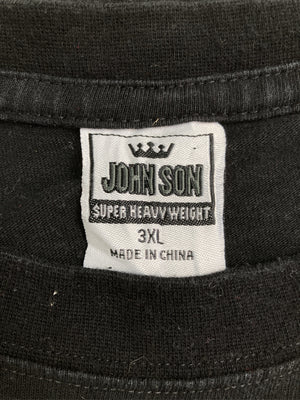 JOHN SON
SUPER HEAVY WEIGHT
3XL
MADE IN CHINA